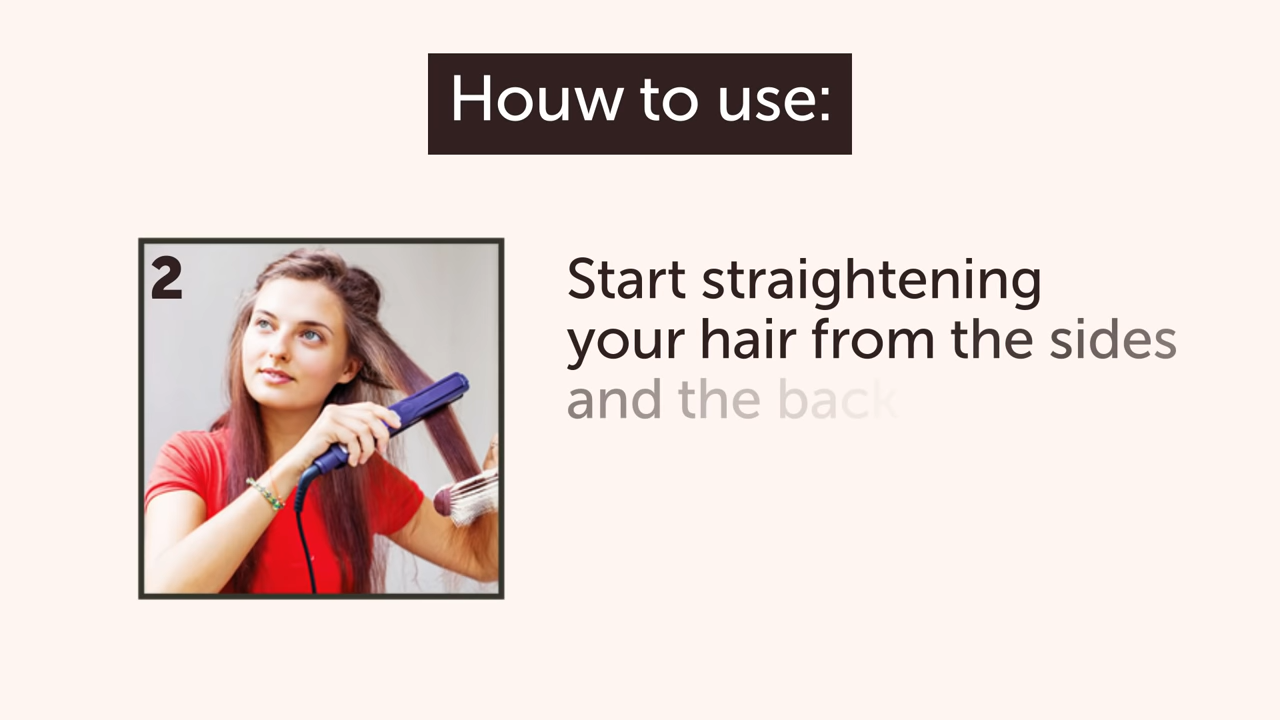 Houw to use:
2
Start straightening
your hair from the sides
and the back